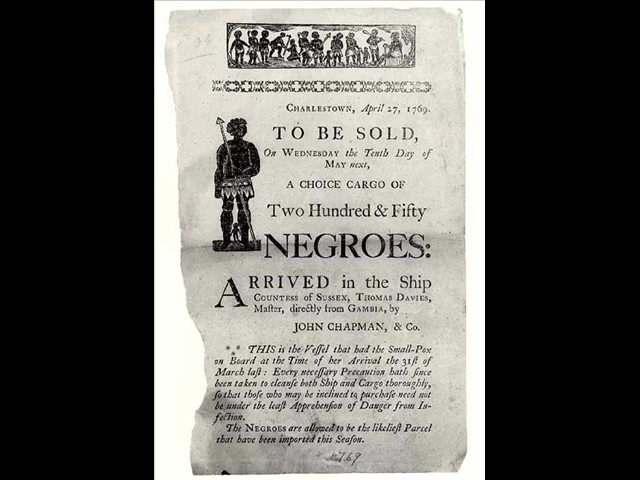 CHARLESTOWN, April 27, 1769.
TO BE SOLD,
On WEDNESDAY the Tenth Day of
MAY next,
A CHOICE CARGO OF
Two Hundred & Fifty
NEGROES:
ARRIVED in the Ship
COUNTESS of SUSSEX, THOMAS DAVIES,
Maſter, directly from GAMBIA, by
JOHN CHAPMAN, & Co.
*** THIS is the Veſſel that had the Small-Pox
on Board at the Time of her Arrival the 31ſt of
March laſt: Every neceſſary Precaution hath ſince
been taken to cleanſe both Ship and Cargo thoroughly,
ſo that thoſe who may be inclined to purchaſe need not
be under the leaſt Apprehenſion of Danger from In-
fection.
The NEGROES are allowed to be the likelieſt Parcel
that have been imported this Seaſon.
1769